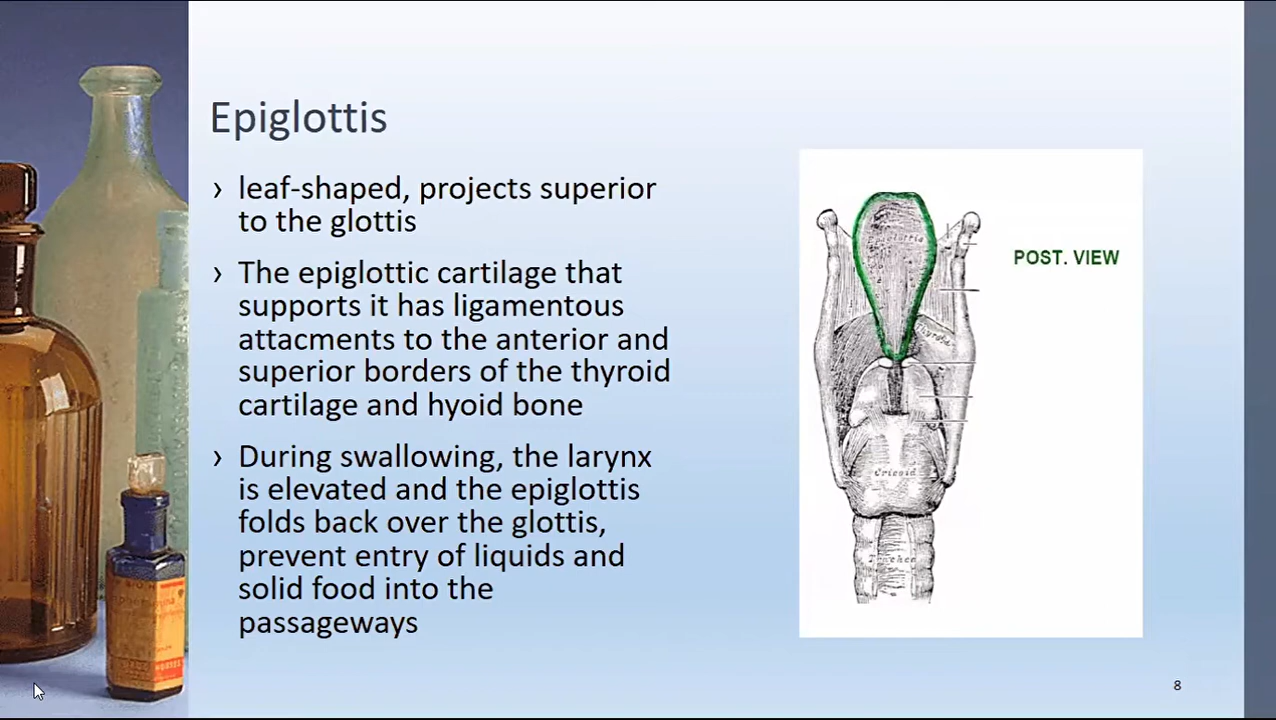 Epiglottis
› leaf-shaped, projects superior
to the glottis
› The epiglottic cartilage that
supports it has ligamentous
attacments to the anterior and
superior borders of the thyroid
cartilage and hyoid bone
› During swallowing, the larynx
is elevated and the epiglottis
folds back over the glottis,
prevent entry of liquids and
solid food into the
passageways
POST. VIEW
Cricoid
Trachea
8